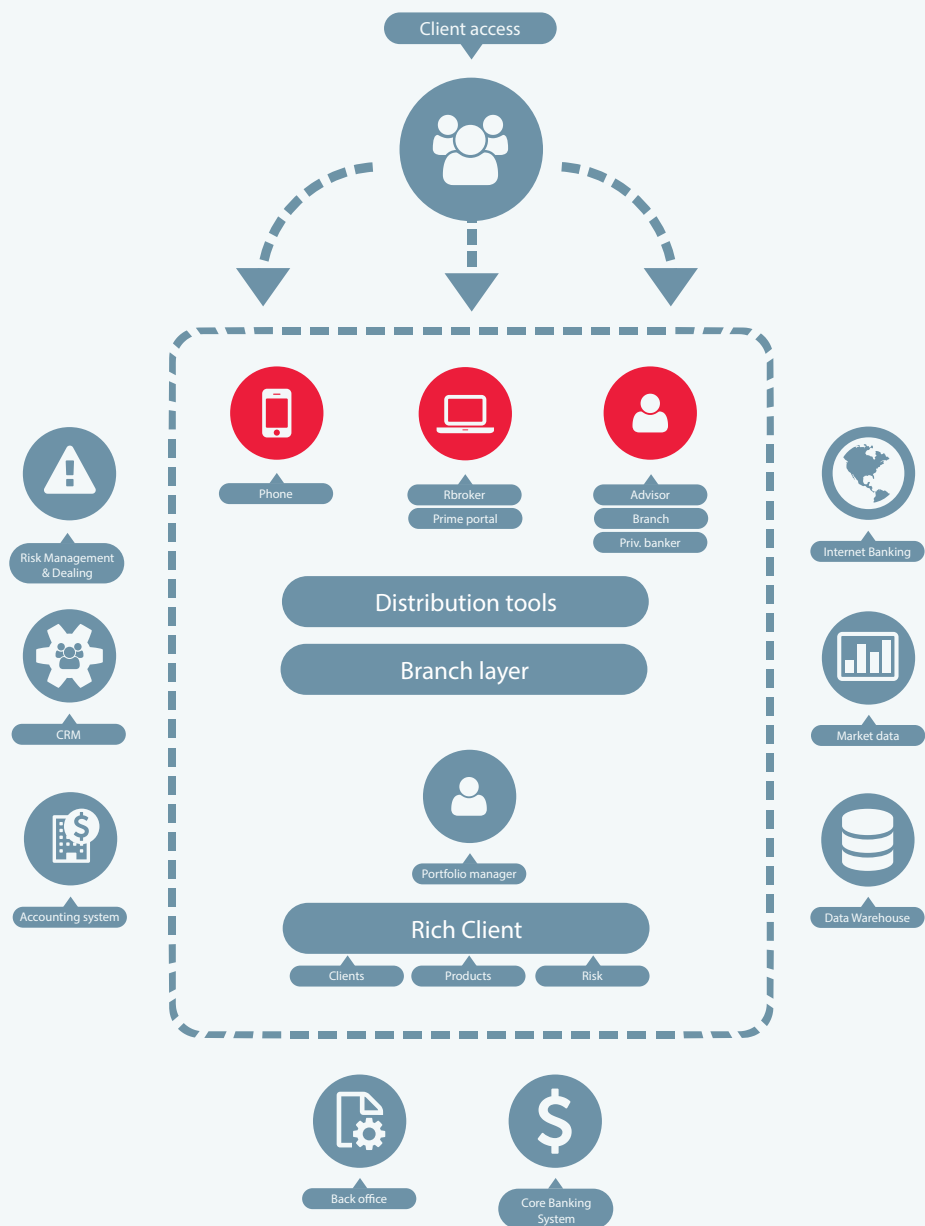 Client access
Phone
Rbroker
Prime portal
Advisor
Branch
Priv. banker
Risk Management
& Dealing
Internet Banking
Distribution tools
Branch layer
CRM
Market data
Portfolio manager
Accounting system
Data Warehouse
Rich Client
Clients
Products
Risk
Back office
Core Banking
System